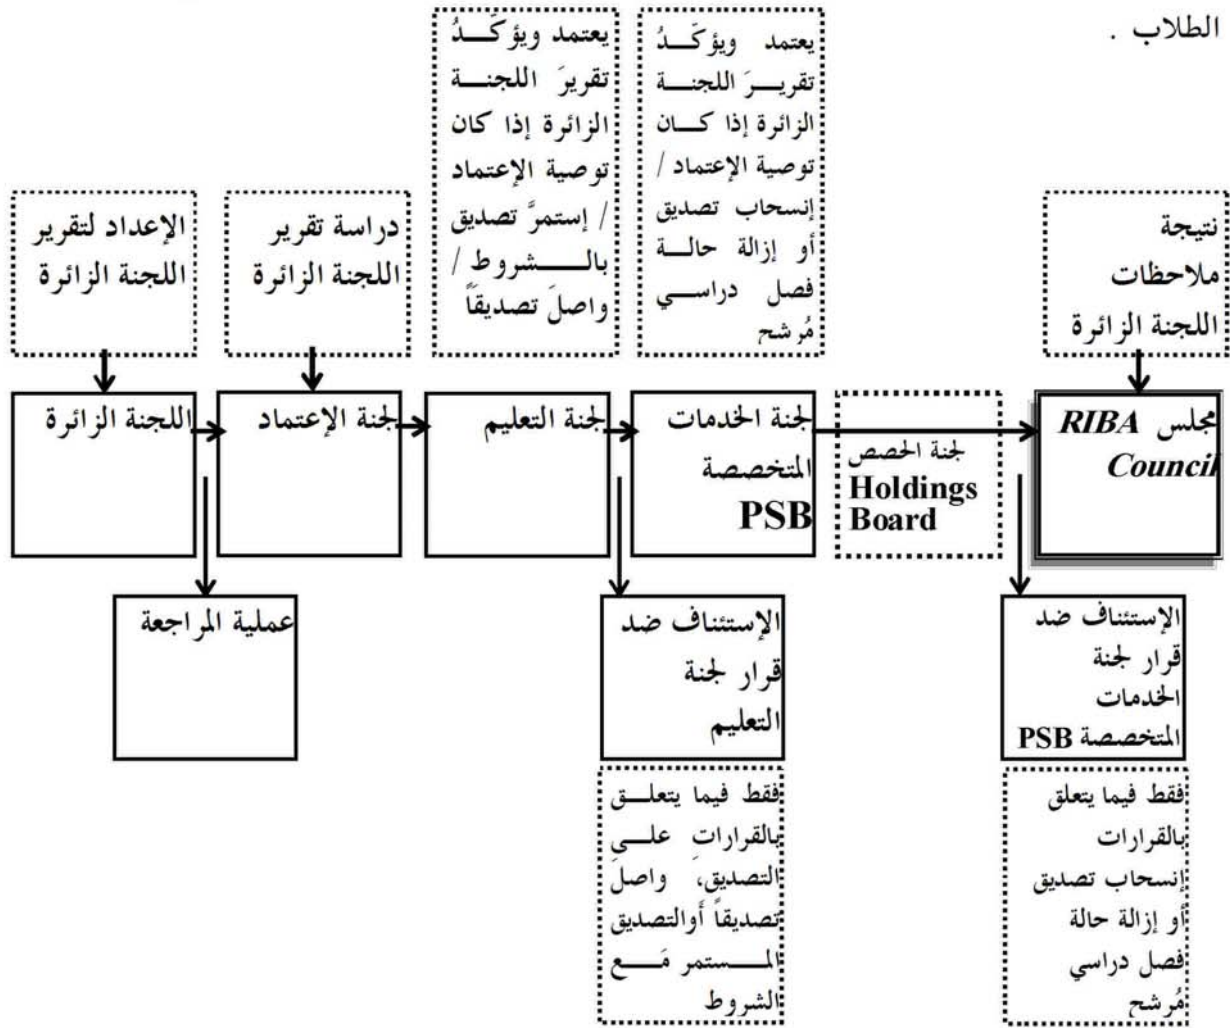 الطلاب .
يعتمد ويؤكَّدُ
تقريرَ اللجنة
الزائرة إذا كان
توصية الإعتماد
/ إستمرَّ تصديق
بالشروط /
واصلَ تصديقاً
يعتمد ويؤكَّدُ
تقريرَ اللجنة
الزائرة إذا كان
توصية الإعتماد /
إنسحاب تصديق
أو إزالة حالة
فصل دراسي
مُرشح
الإعداد لتقرير
اللجنة الزائرة
دراسة تقرير
اللجنة الزائرة
نتيجة
ملاحظات
اللجنة الزائرة
اللجنة الزائرة
لجنة الإعتماد
لجنة التعليم
لجنة الخدمات
المتخصصة
PSB
لجنة الحصص
Holdings
Board
مجلس RIBA
Council
عملية المراجعة
الإستئناف ضد
قرار لجنة
التعليم
الإستئناف ضد
قرار لجنة
الخدمات
المتخصصة PSB
فقط فيما يتعلق
بالقراراتِ على
التصديقِ، واصلَ
تصديقاً أَوالتصديق
المستمر مَع
الشروط
فقط فيما يتعلق
بالقرارات
إنسحاب تصديق
أو إزالة حالة
فصل دراسي
مُرشح